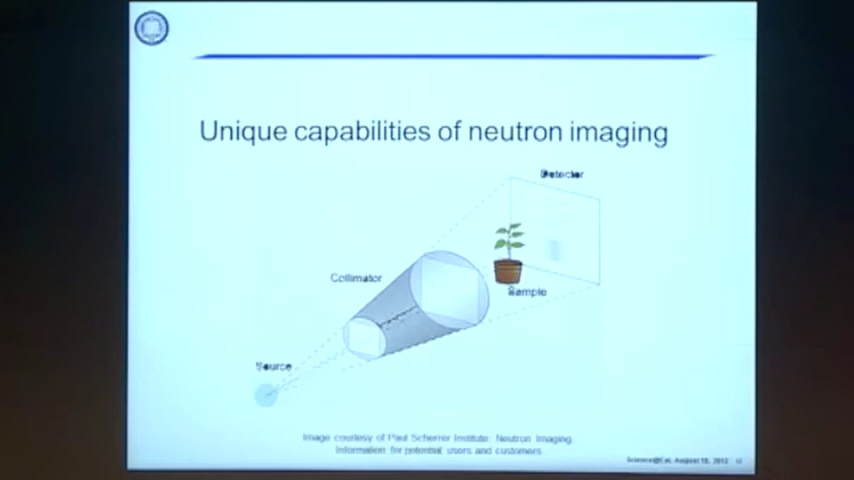 Unique capabilities of neutron imaging
Detector
Collimator
Sample
Source
Image courtesy of Paul Scherrer Institute: Neutron Imaging.
Information for potential users and customers
Science@Cal, August 18, 2012